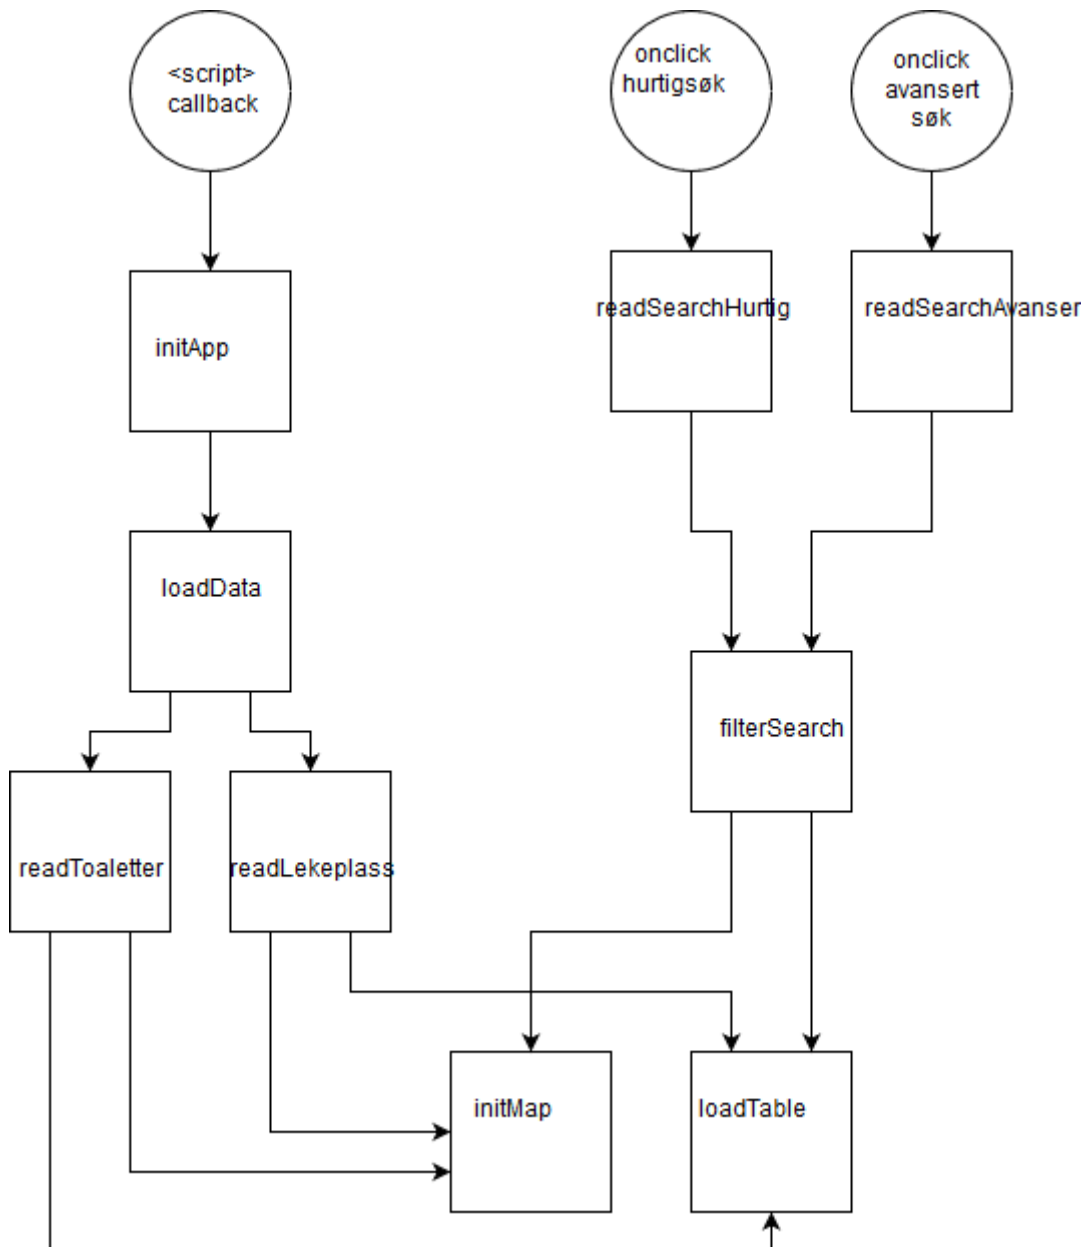 <script>
callback
onclick
hurtigsøk
onclick
avansert
søk
readSearchHurtig
readSearchAvanser
initApp
loadData
filterSearch
readToaletter
readLekeplass
initMap
loadTable